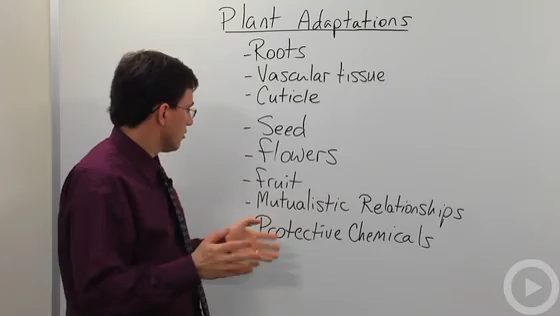 Plant Adaptations
- Roots
- Vascular tissue
- Cuticle
- Seed
- flowers
- fruit
- Mutualistic Relationships
Protective Chemicals